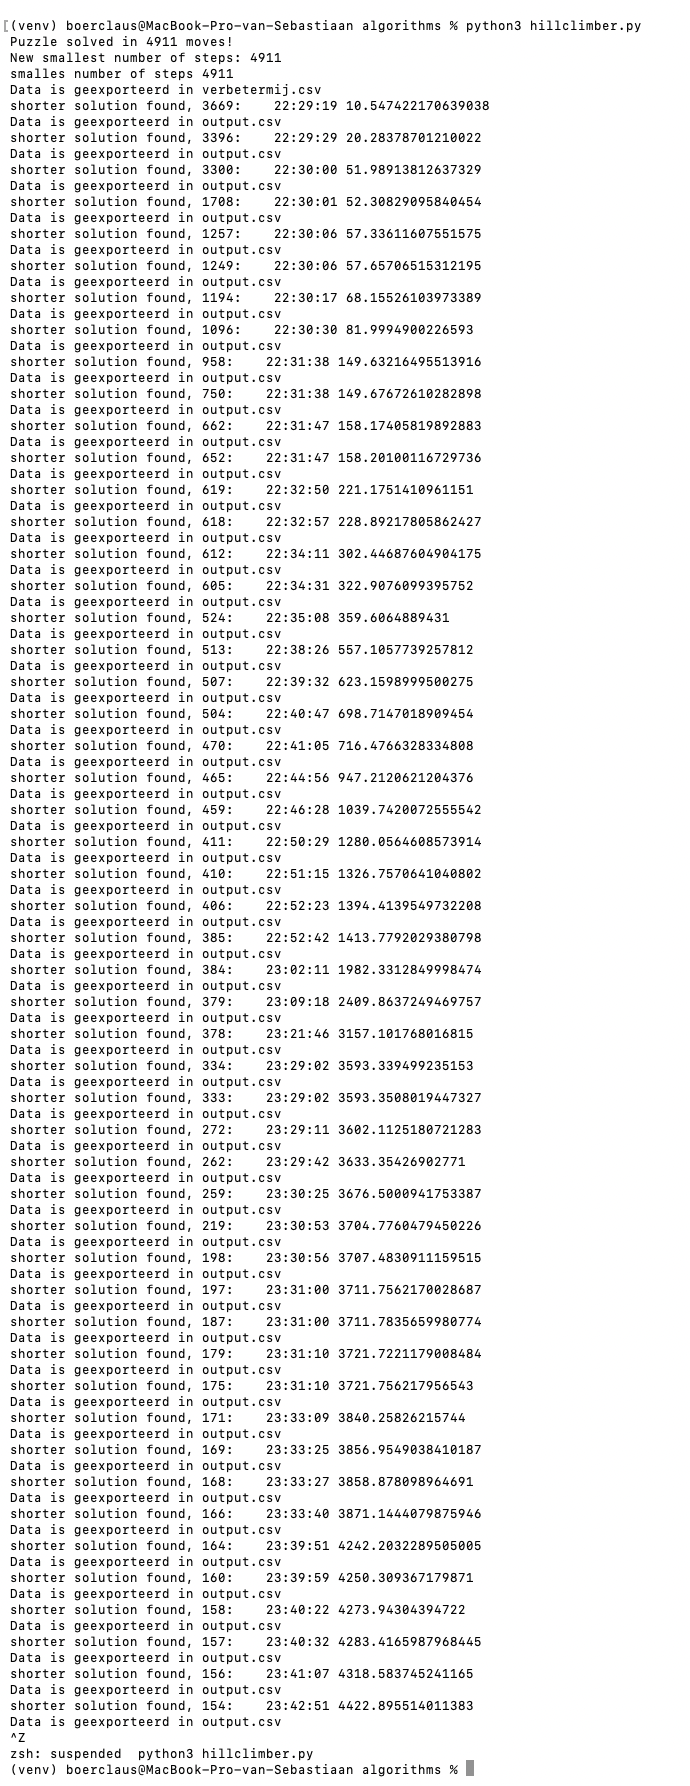 [(venv) boerclaus@MacBook-Pro-van-Sebastiaan algorithms % python3 hillclimber.py
Puzzle solved in 4911 moves!
New smallest number of steps: 4911
smalles number of steps 4911
Data is geexporteerd in verbetermij.csv
shorter solution found, 3669:    22:29:19 10.547422170639038
Data is geexporteerd in output.csv
shorter solution found, 3396:    22:29:29 20.28378701210022
Data is geexporteerd in output.csv
shorter solution found, 3300:    22:30:00 51.98913812637329
Data is geexporteerd in output.csv
shorter solution found, 1708:    22:30:01 52.30829095840454
Data is geexporteerd in output.csv
shorter solution found, 1257:    22:30:06 57.33611607551575
Data is geexporteerd in output.csv
shorter solution found, 1249:    22:30:06 57.65706515312195
Data is geexporteerd in output.csv
shorter solution found, 1194:    22:30:17 68.15526103973389
Data is geexporteerd in output.csv
shorter solution found, 1096:    22:30:30 81.9994900226593
Data is geexporteerd in output.csv
shorter solution found, 958:    22:31:38 149.63216495513916
Data is geexporteerd in output.csv
shorter solution found, 750:    22:31:38 149.67672610282898
Data is geexporteerd in output.csv
shorter solution found, 662:    22:31:47 158.17405819892883
Data is geexporteerd in output.csv
shorter solution found, 652:    22:31:47 158.20100116729736
Data is geexporteerd in output.csv
shorter solution found, 619:    22:32:50 221.1751410961151
Data is geexporteerd in output.csv
shorter solution found, 618:    22:32:57 228.89217805862427
Data is geexporteerd in output.csv
shorter solution found, 612:    22:34:11 302.44687604904175
Data is geexporteerd in output.csv
shorter solution found, 605:    22:34:31 322.9076099395752
Data is geexporteerd in output.csv
shorter solution found, 524:    22:35:08 359.6064889431
Data is geexporteerd in output.csv
shorter solution found, 513:    22:38:26 557.1057739257812
Data is geexporteerd in output.csv
shorter solution found, 507:    22:39:32 623.1598999500275
Data is geexporteerd in output.csv
shorter solution found, 504:    22:40:47 698.7147018909454
Data is geexporteerd in output.csv
shorter solution found, 470:    22:41:05 716.4766328334808
Data is geexporteerd in output.csv
shorter solution found, 465:    22:44:56 947.2120621204376
Data is geexporteerd in output.csv
shorter solution found, 459:    22:46:28 1039.7420072555542
Data is geexporteerd in output.csv
shorter solution found, 411:    22:50:29 1280.0564608573914
Data is geexporteerd in output.csv
shorter solution found, 410:    22:51:15 1326.7570641040802
Data is geexporteerd in output.csv
shorter solution found, 406:    22:52:23 1394.4139549732208
Data is geexporteerd in output.csv
shorter solution found, 385:    22:52:42 1413.7792029380798
Data is geexporteerd in output.csv
shorter solution found, 384:    23:02:11 1982.3312849998474
Data is geexporteerd in output.csv
shorter solution found, 379:    23:09:18 2409.8637249469757
Data is geexporteerd in output.csv
shorter solution found, 378:    23:21:46 3157.101768016815
Data is geexporteerd in output.csv
shorter solution found, 334:    23:29:02 3593.339499235153
Data is geexporteerd in output.csv
shorter solution found, 333:    23:29:02 3593.3508019447327
Data is geexporteerd in output.csv
shorter solution found, 272:    23:29:11 3602.1125180721283
Data is geexporteerd in output.csv
shorter solution found, 262:    23:29:42 3633.35426902771
Data is geexporteerd in output.csv
shorter solution found, 259:    23:30:25 3676.5000941753387
Data is geexporteerd in output.csv
shorter solution found, 219:    23:30:53 3704.7760479450226
Data is geexporteerd in output.csv
shorter solution found, 198:    23:30:56 3707.4830911159515
Data is geexporteerd in output.csv
shorter solution found, 197:    23:31:00 3711.7562170028687
Data is geexporteerd in output.csv
shorter solution found, 187:    23:31:00 3711.7835659980774
Data is geexporteerd in output.csv
shorter solution found, 179:    23:31:10 3721.7221179008484
Data is geexporteerd in output.csv
shorter solution found, 175:    23:31:10 3721.756217956543
Data is geexporteerd in output.csv
shorter solution found, 171:    23:33:09 3840.25826215744
Data is geexporteerd in output.csv
shorter solution found, 169:    23:33:25 3856.9549038410187
Data is geexporteerd in output.csv
shorter solution found, 168:    23:33:27 3858.878098964691
Data is geexporteerd in output.csv
shorter solution found, 166:    23:33:40 3871.1444079875946
Data is geexporteerd in output.csv
shorter solution found, 164:    23:39:51 4242.2032289505005
Data is geexporteerd in output.csv
shorter solution found, 160:    23:39:59 4250.309367179871
Data is geexporteerd in output.csv
shorter solution found, 158:    23:40:22 4273.94304394722
Data is geexporteerd in output.csv
shorter solution found, 157:    23:40:32 4283.4165987968445
Data is geexporteerd in output.csv
shorter solution found, 156:    23:41:07 4318.583745241165
Data is geexporteerd in output.csv
shorter solution found, 154:    23:42:51 4422.895514011383
Data is geexporteerd in output.csv
^Z
zsh: suspended  python3 hillclimber.py
(venv) boerclaus@MacBook-Pro-van-Sebastiaan algorithms %